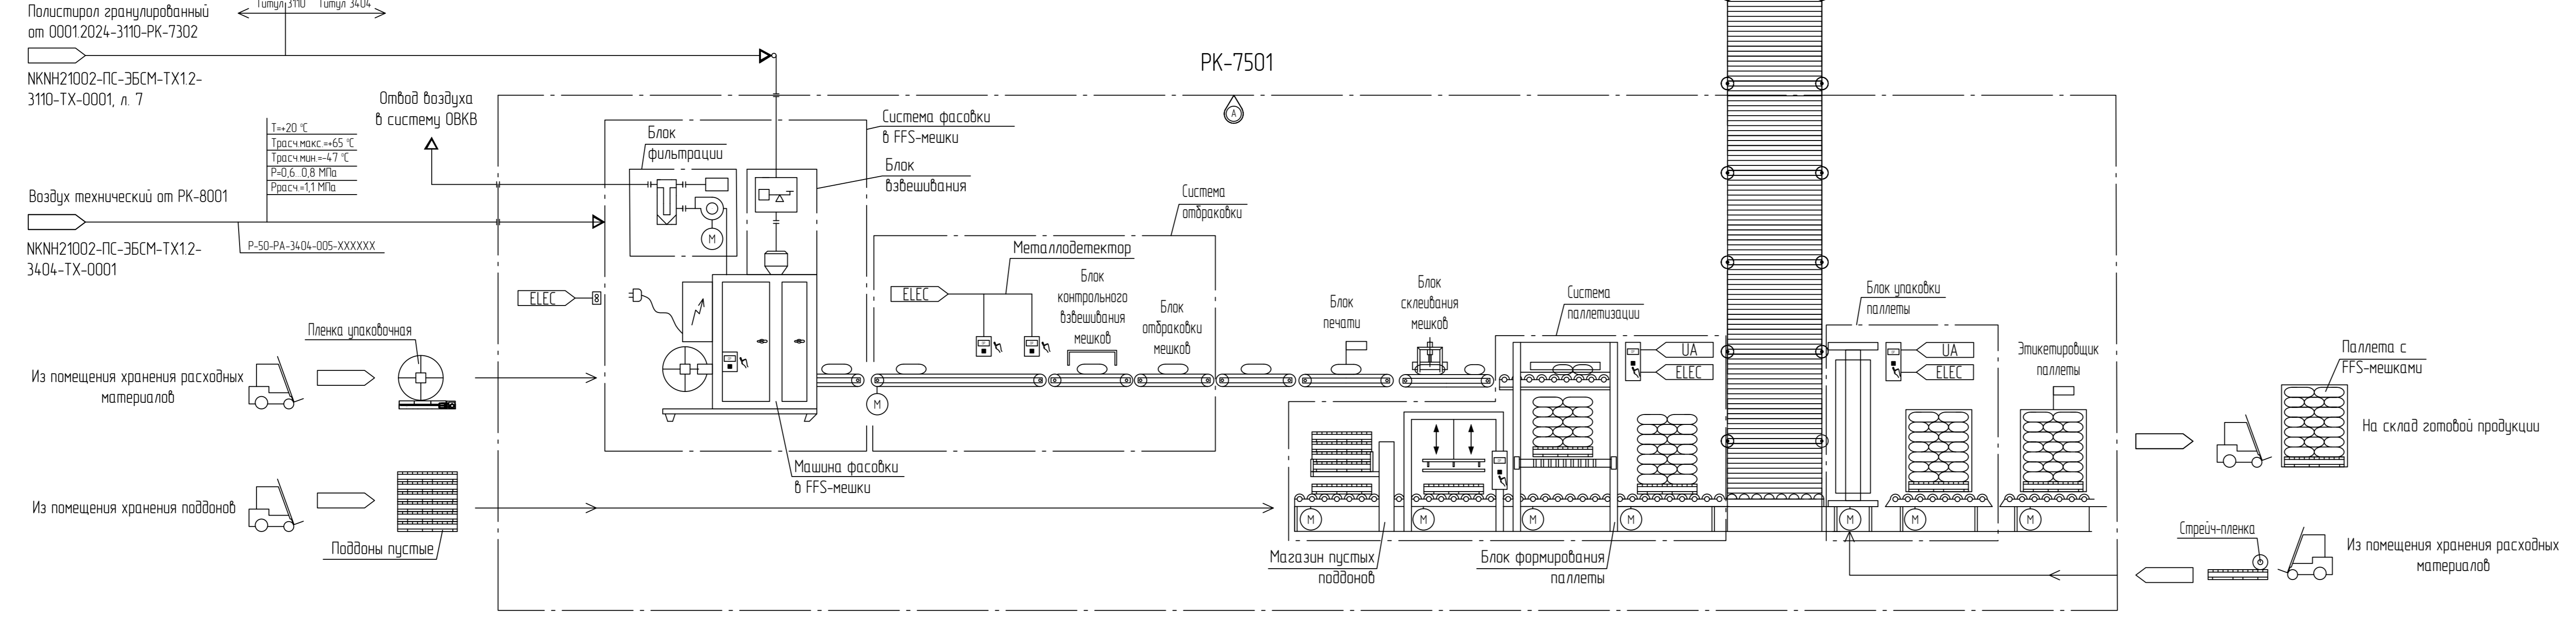 Титул 3110 Титул 3404
Полистирол гранулированный
от 0001.2024-3110-РК-7302
NKNH21002-ПС-ЭБСМ-ТХ1.2-
3110-ТХ-0001, л. 7
Отвод воздуха
в систему ОВКВ
Т=+20 °С
Трасч.макс.=+65 °С
Трасч.мин.=-47 °С
Р=0,6...0,8 МПа
Ррасч.=1,1 МПа
Воздух технический от РК-8001
P-50-PA-3404-005-XXXXXX
NKNH21002-ПС-ЭБСМ-ТХ1.2-
3404-ТХ-0001
РК-7501
А
Система фасовки
в FFS-мешки
Блок
фильтрации
Блок
взвешивания
М
Система
отбраковки
Металлодетектор
ELEC
ELEC
Блок
контрольного
взвешивания
мешков
Блок
отбраковки
мешков
М
Блок
печати
Блок
склеивания
мешков
Система
паллетизации
UA
ELEC
Блок упаковки
паллеты
UA
ELEC
Этикетировщик
паллеты
Паллета с
FFS-мешками
На склад готовой продукции
Пленка упаковочная
Из помещения хранения расходных
материалов
Машина фасовки
в FFS-мешки
Из помещения хранения поддонов
Поддоны пустые
М
М
М
М
М
М
М
Магазин пустых
поддонов
Блок формирования
паллеты
Стрейч-пленка
Из помещения хранения расходных
материалов